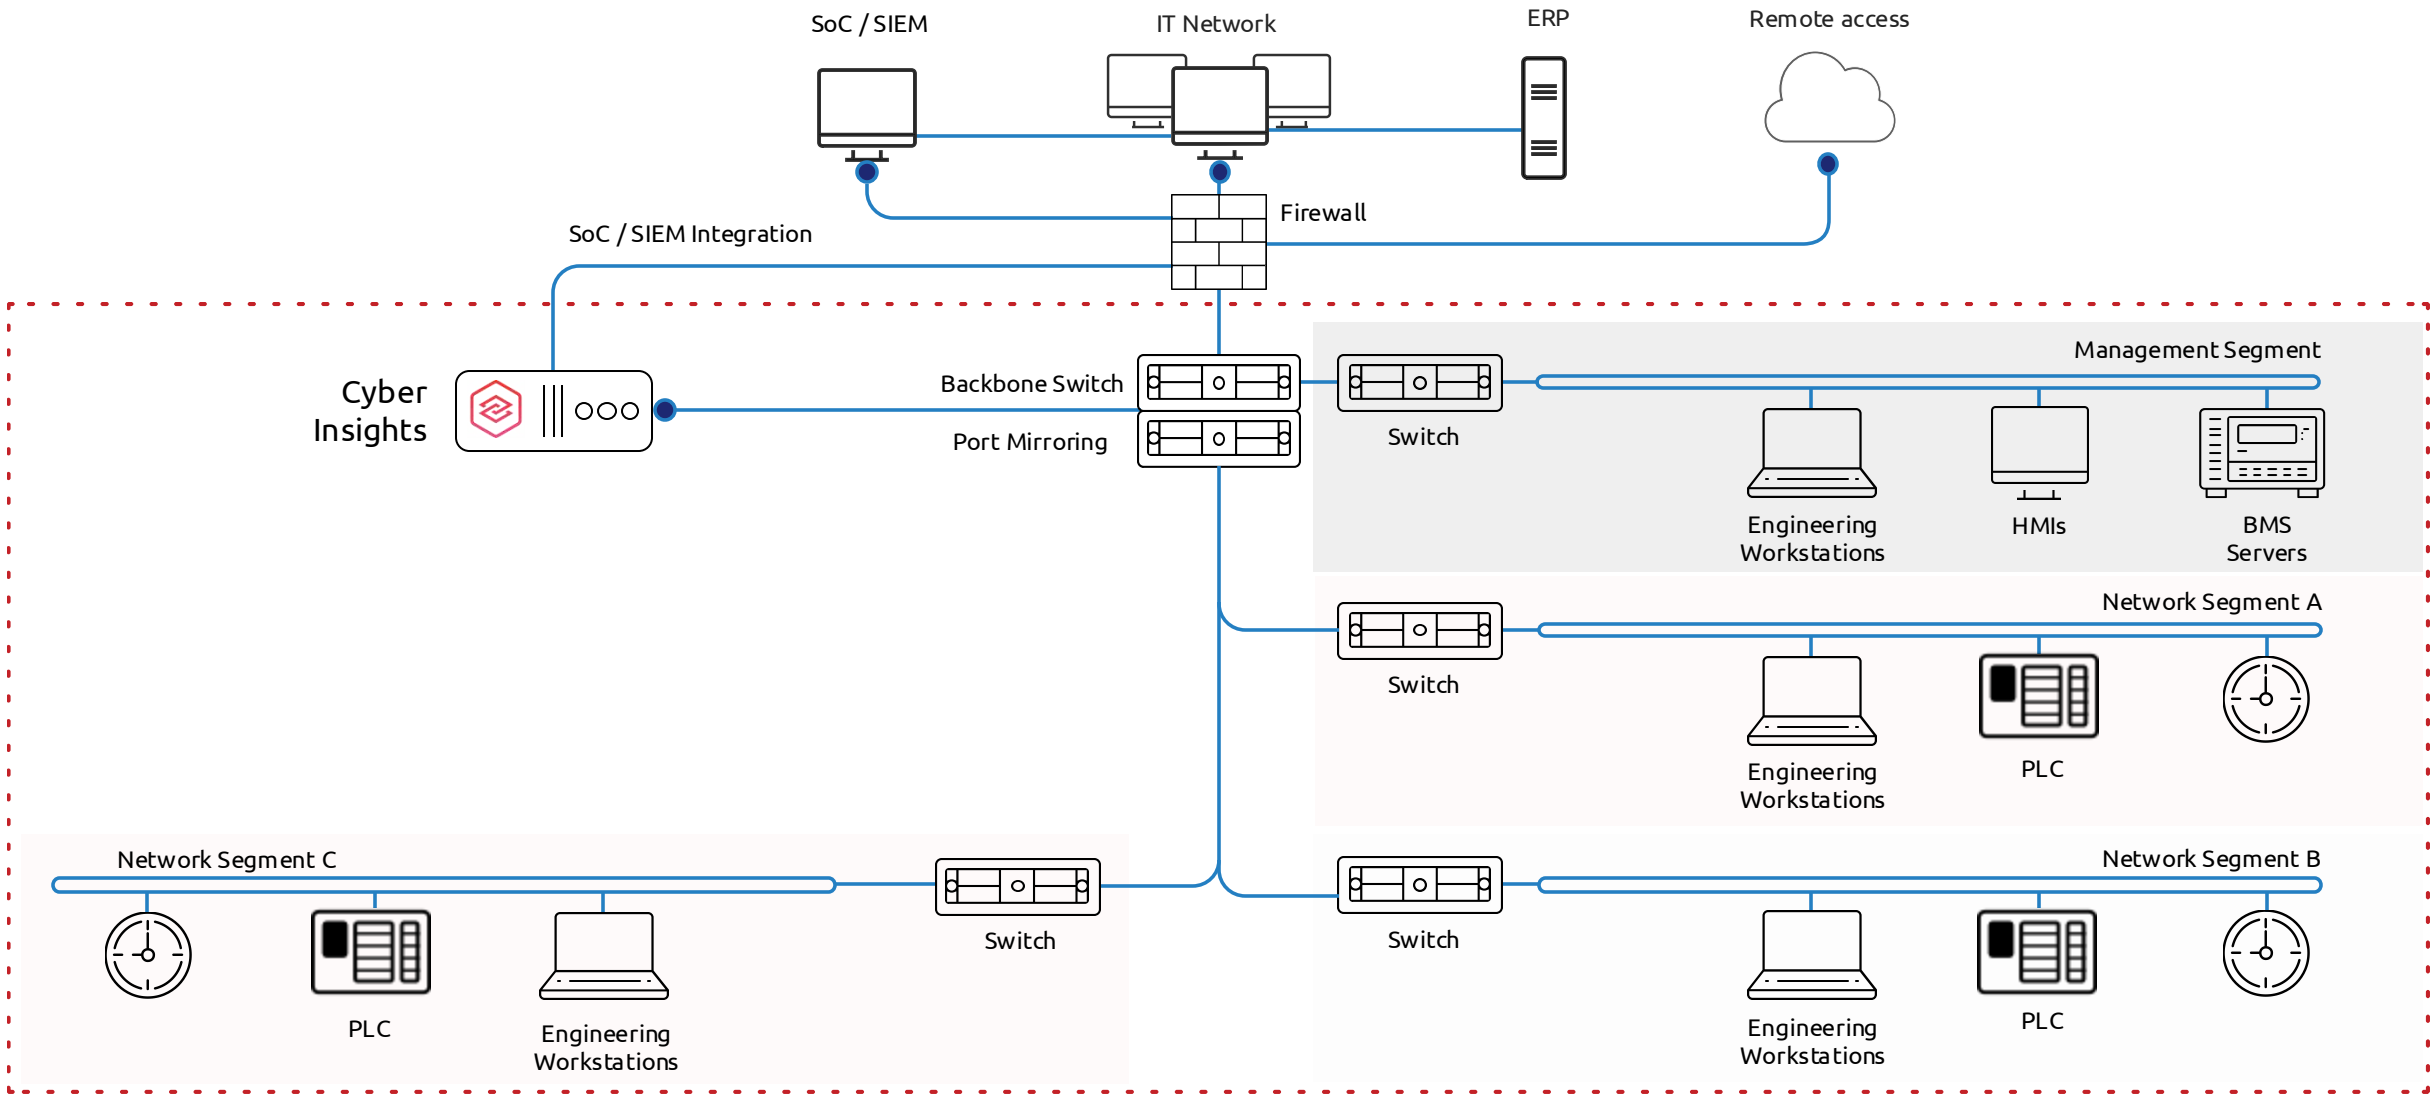 SoC / SIEM
IT Network
ERP
Remote access
Firewall
SoC / SIEM Integration
Cyber
Insights
Backbone Switch
Port Mirroring
Switch
Management Segment
Engineering
Workstations
HMIs
BMS
Servers
Network Segment A
Switch
Engineering
Workstations
PLC
Network Segment C
Switch
PLC
Engineering
Workstations
Network Segment B
Switch
Engineering
Workstations
PLC